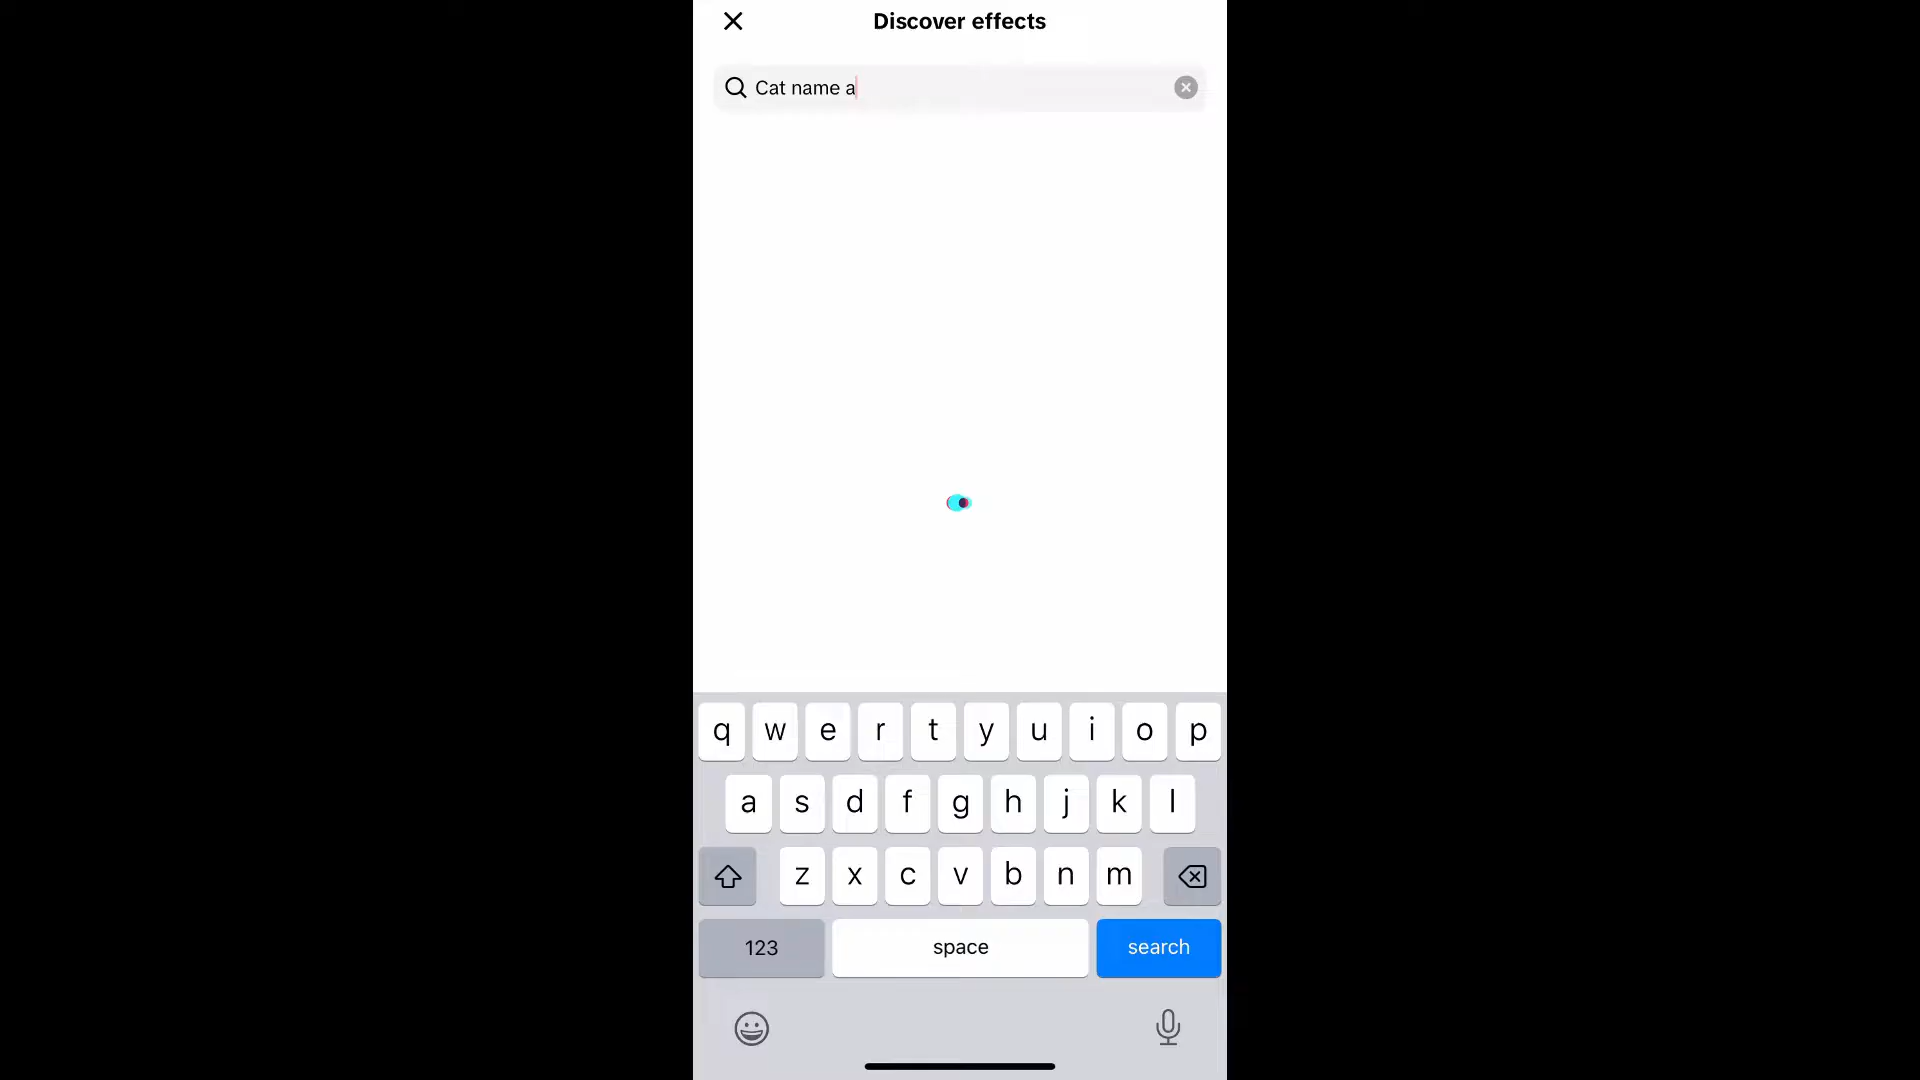 Discover effects
Cat name a
q w e r t y u i o p
a s d f g h j k l
z x c v b n m
123 space search